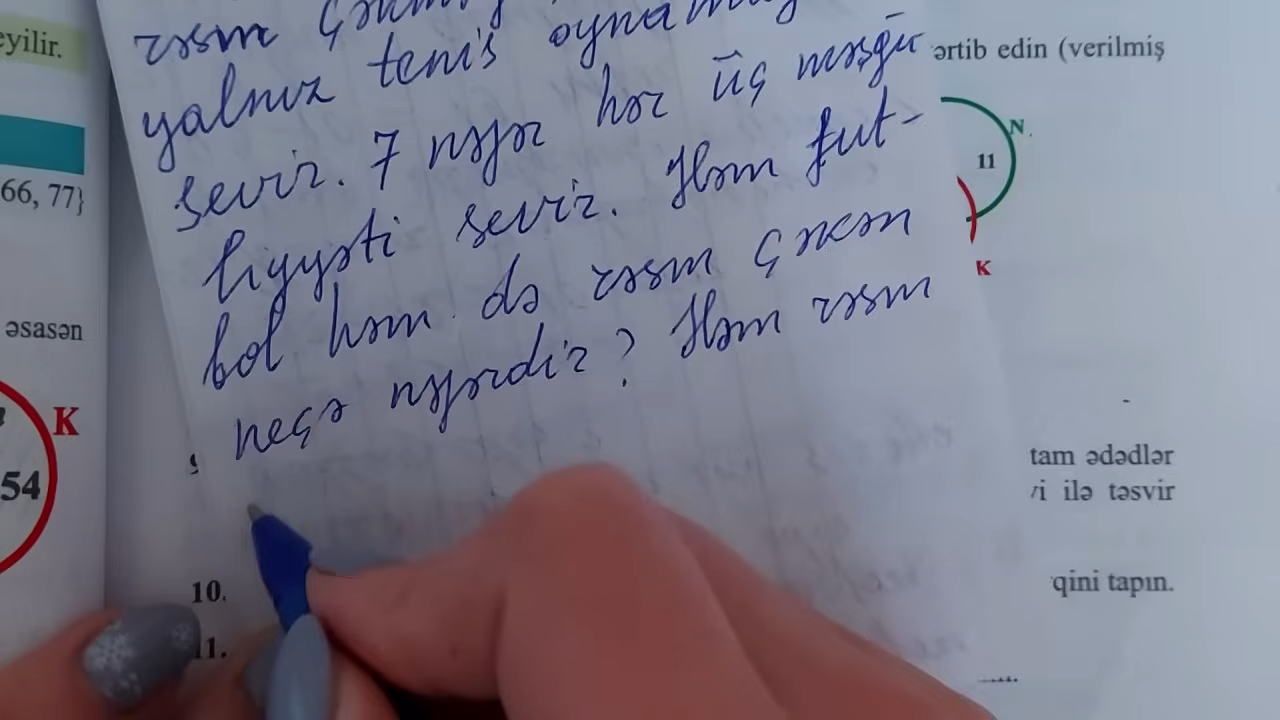 rəsm
yalnız tenis
sevir. 7 nəfər hər üç məşğu-
liyyəti sevir. Həm fut-
bol həm də rəsm çəkən
neçə nəfərdir? Həm rəsm
eyilir.
66, 77}
əsasən
K
54
ərtib edin (verilmiş
N
11
K
tam ədədlər
i ilə təsvir
10.
qini tapın.
11.